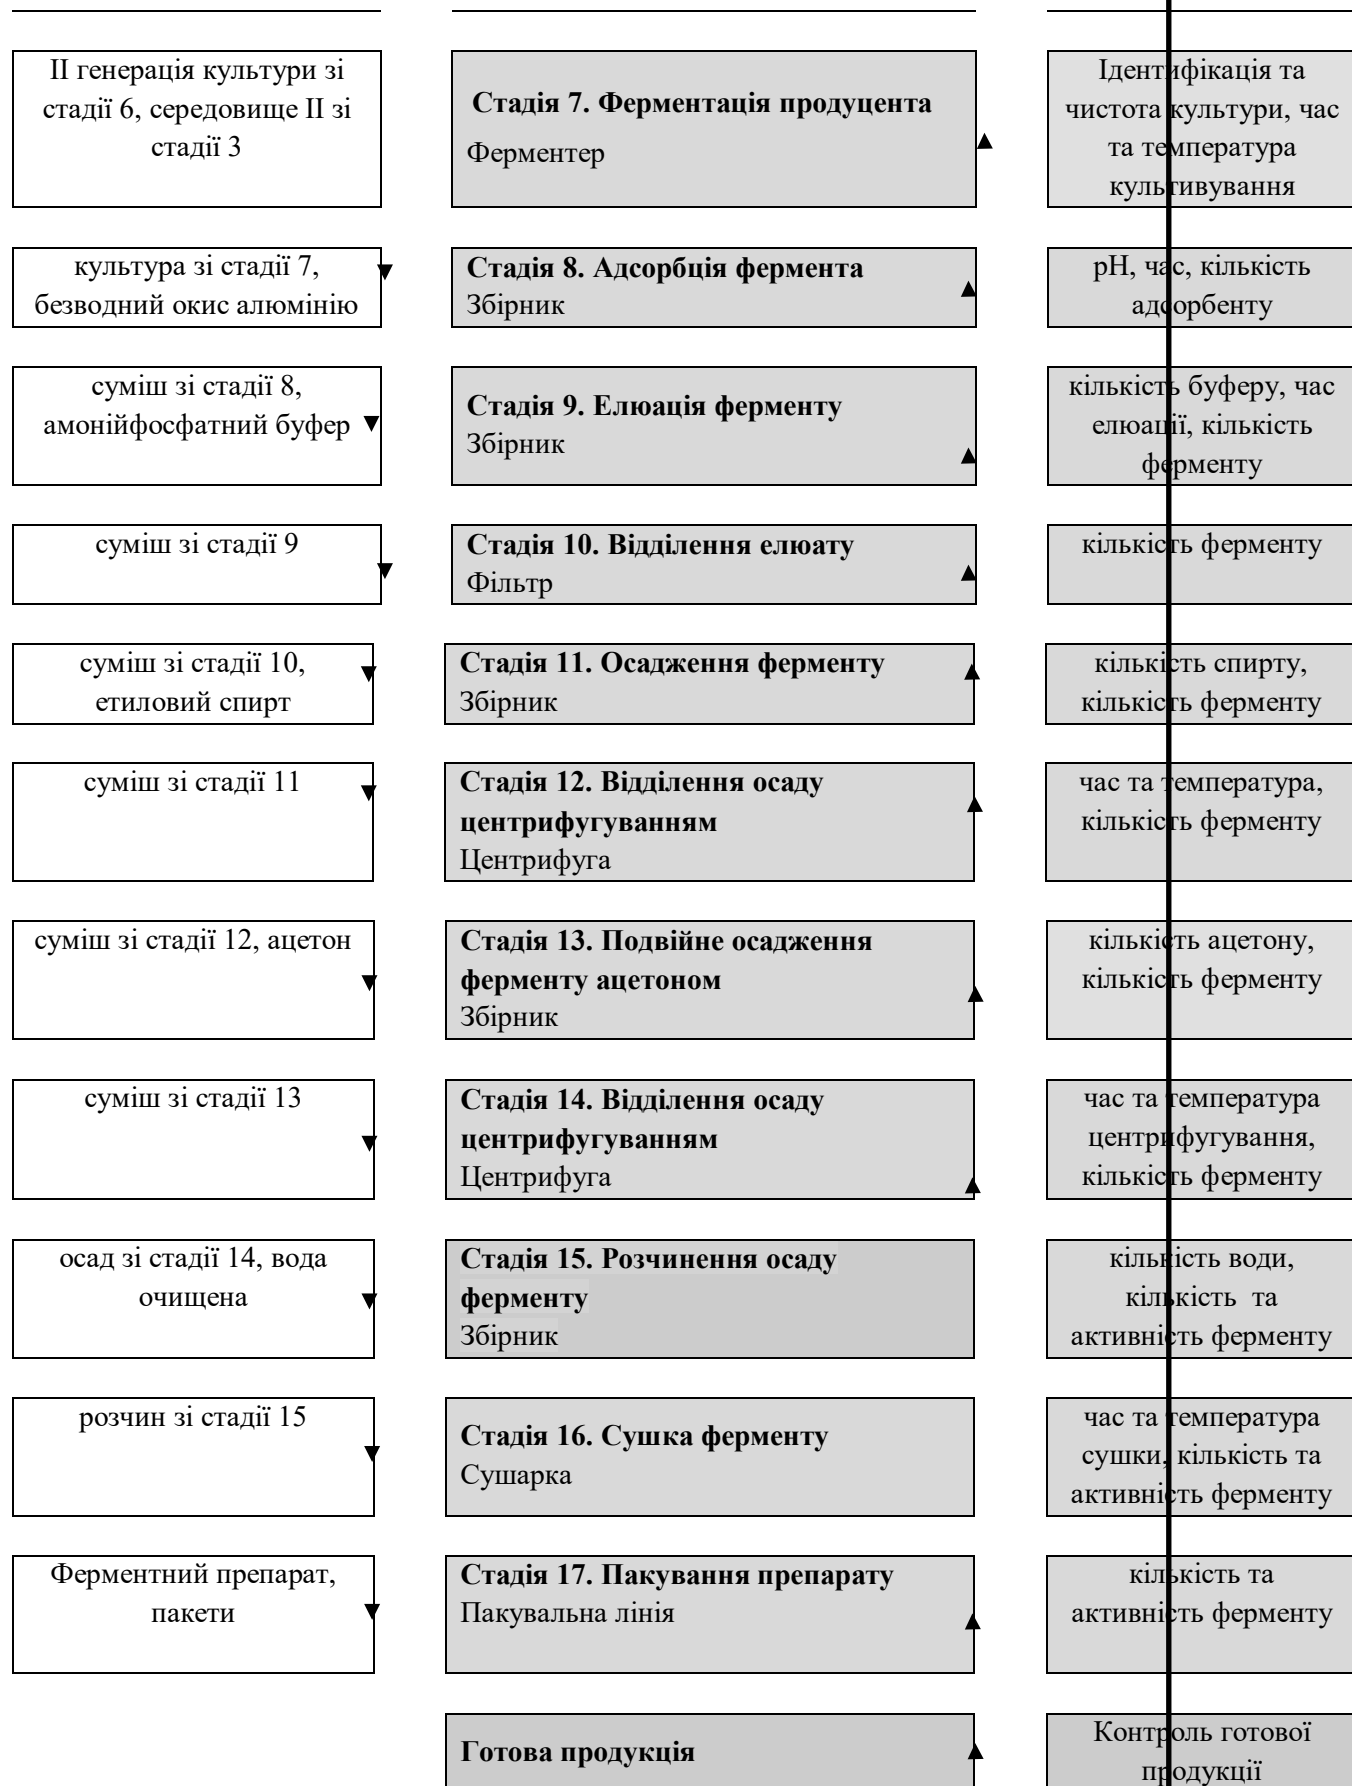 ІІ генерація культури зі
стадії 6, середовище ІІ зі
стадії 3
Стадія 7. Ферментація продуцента
Ферментер
Ідентифікація та
чистота культури, час
та температура
культивування
культура зі стадії 7,
безводний окис алюмінію
Стадія 8. Адсорбція фермента
Збірник
рН, час, кількість
адсорбенту
суміш зі стадії 8,
амонійфосфатний буфер
Стадія 9. Елюація ферменту
Збірник
кількість буферу, час
елюації, кількість
ферменту
суміш зі стадії 9
Стадія 10. Відділення елюату
Фільтр
кількість ферменту
суміш зі стадії 10,
етиловий спирт
Стадія 11. Осадження ферменту
Збірник
кількість спирту,
кількість ферменту
суміш зі стадії 11
Стадія 12. Відділення осаду
центрифугуванням
Центрифуга
час та температура,
кількість ферменту
суміш зі стадії 12, ацетон
Стадія 13. Подвійне осадження
ферменту ацетоном
Збірник
кількість ацетону,
кількість ферменту
суміш зі стадії 13
Стадія 14. Відділення осаду
центрифугуванням
Центрифуга
час та температура
центрифугування,
кількість ферменту
осад зі стадії 14, вода
очищена
Стадія 15. Розчинення осаду
ферменту
Збірник
кількість води,
кількість та
активність ферменту
розчин зі стадії 15
Стадія 16. Сушка ферменту
Сушарка
час та температура
сушки, кількість та
активність ферменту
Ферментний препарат,
пакети
Стадія 17. Пакування препарату
Пакувальна лінія
кількість та
активність ферменту
Готова продукція
Контроль готової
продукції